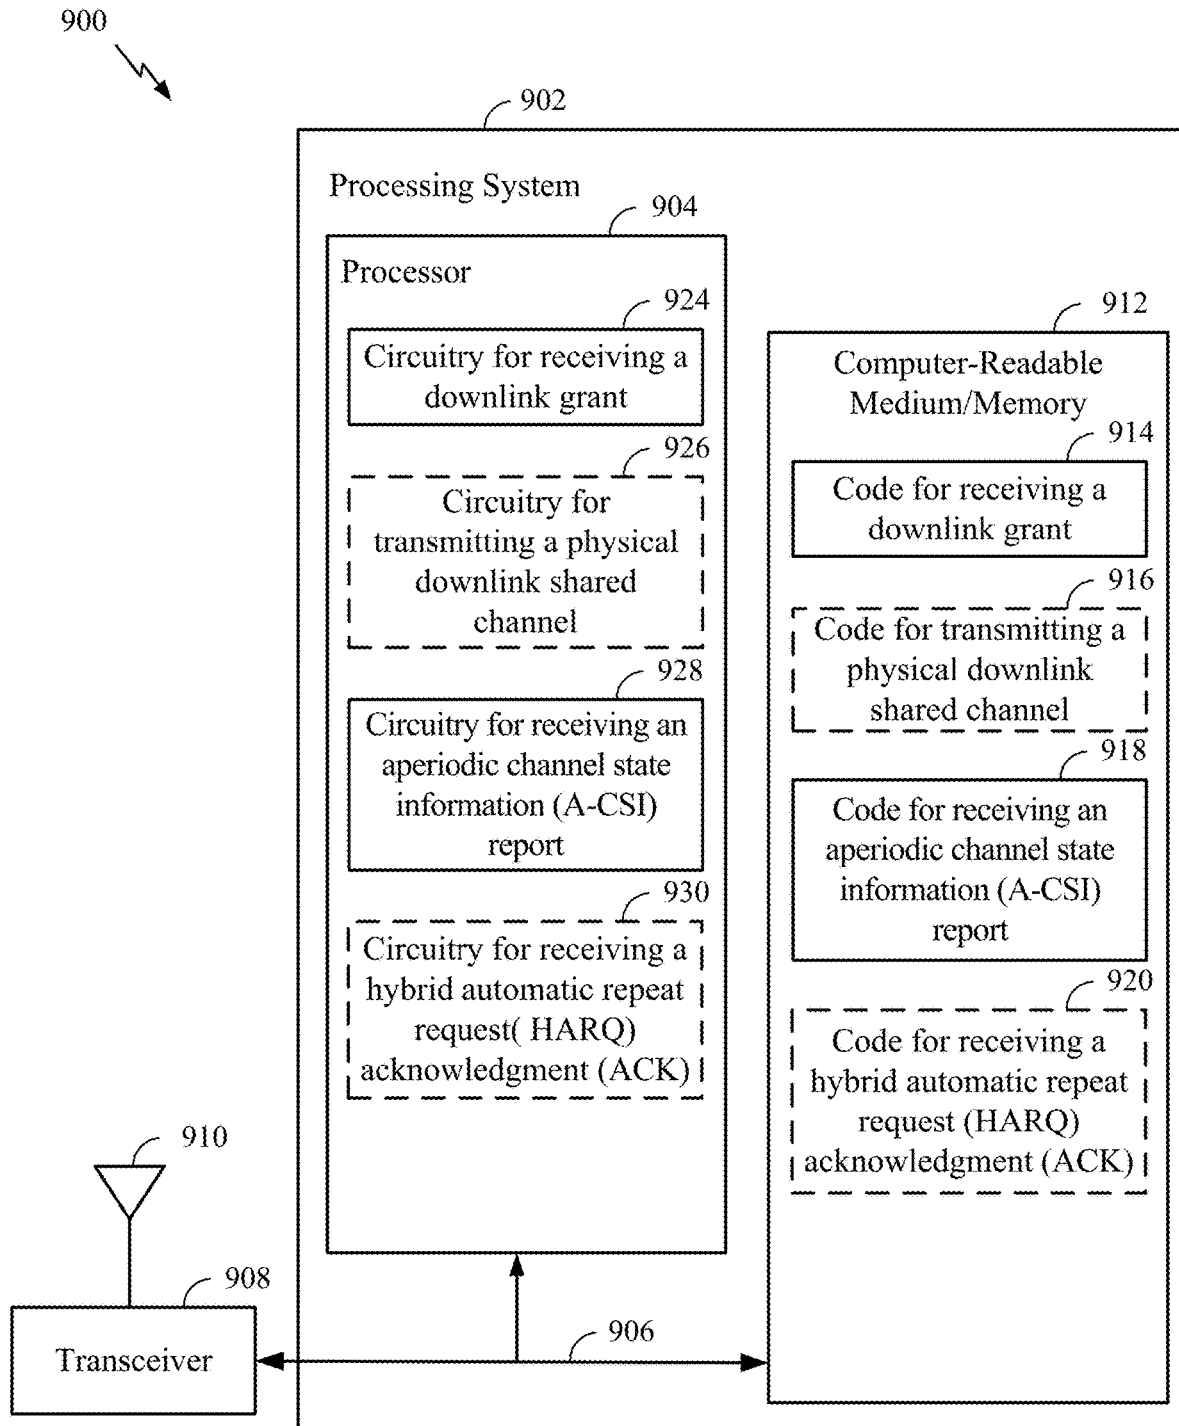 900
902
Processing System
904
Processor
924
Circuitry for receiving a
downlink grant
926
Circuitry for
transmitting a physical
downlink shared
channel
928
Circuitry for receiving an
aperiodic channel state
information (A-CSI)
report
930
Circuitry for receiving a
hybrid automatic repeat
request( HARQ)
acknowledgment (ACK)
912
Computer-Readable
Medium/Memory
914
Code for receiving a
downlink grant
916
Code for transmitting a
physical downlink
shared channel
918
Code for receiving an
aperiodic channel state
information (A-CSI)
report
920
Code for receiving a
hybrid automatic repeat
request (HARQ)
acknowledgment (ACK)
910
908
Transceiver
906